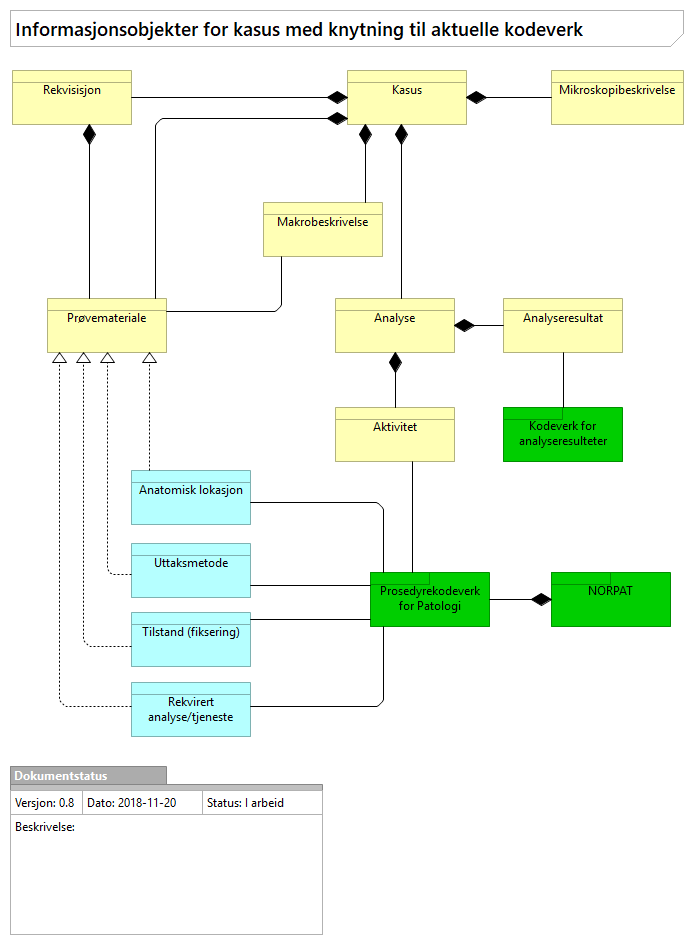 Informasjonsobjekter for kasus med knytning til aktuelle kodeverk
Rekvisisjon
Kasus
Mikroskopibeskrivelse
Makrobeskrivelse
Prøvemateriale
Analyse
Analyseresultat
Aktivitet
Kodeverk for
analyseresulteter
Anatomisk lokasjon
Uttaksmetode
Prosedyrekodeverk
for Patologi
NORPAT
Tilstand (fiksering)
Rekvirert
analyse/tjeneste
Dokumentstatus
Versjon: 0.8 Dato: 2018-11-20 Status: I arbeid
Beskrivelse: